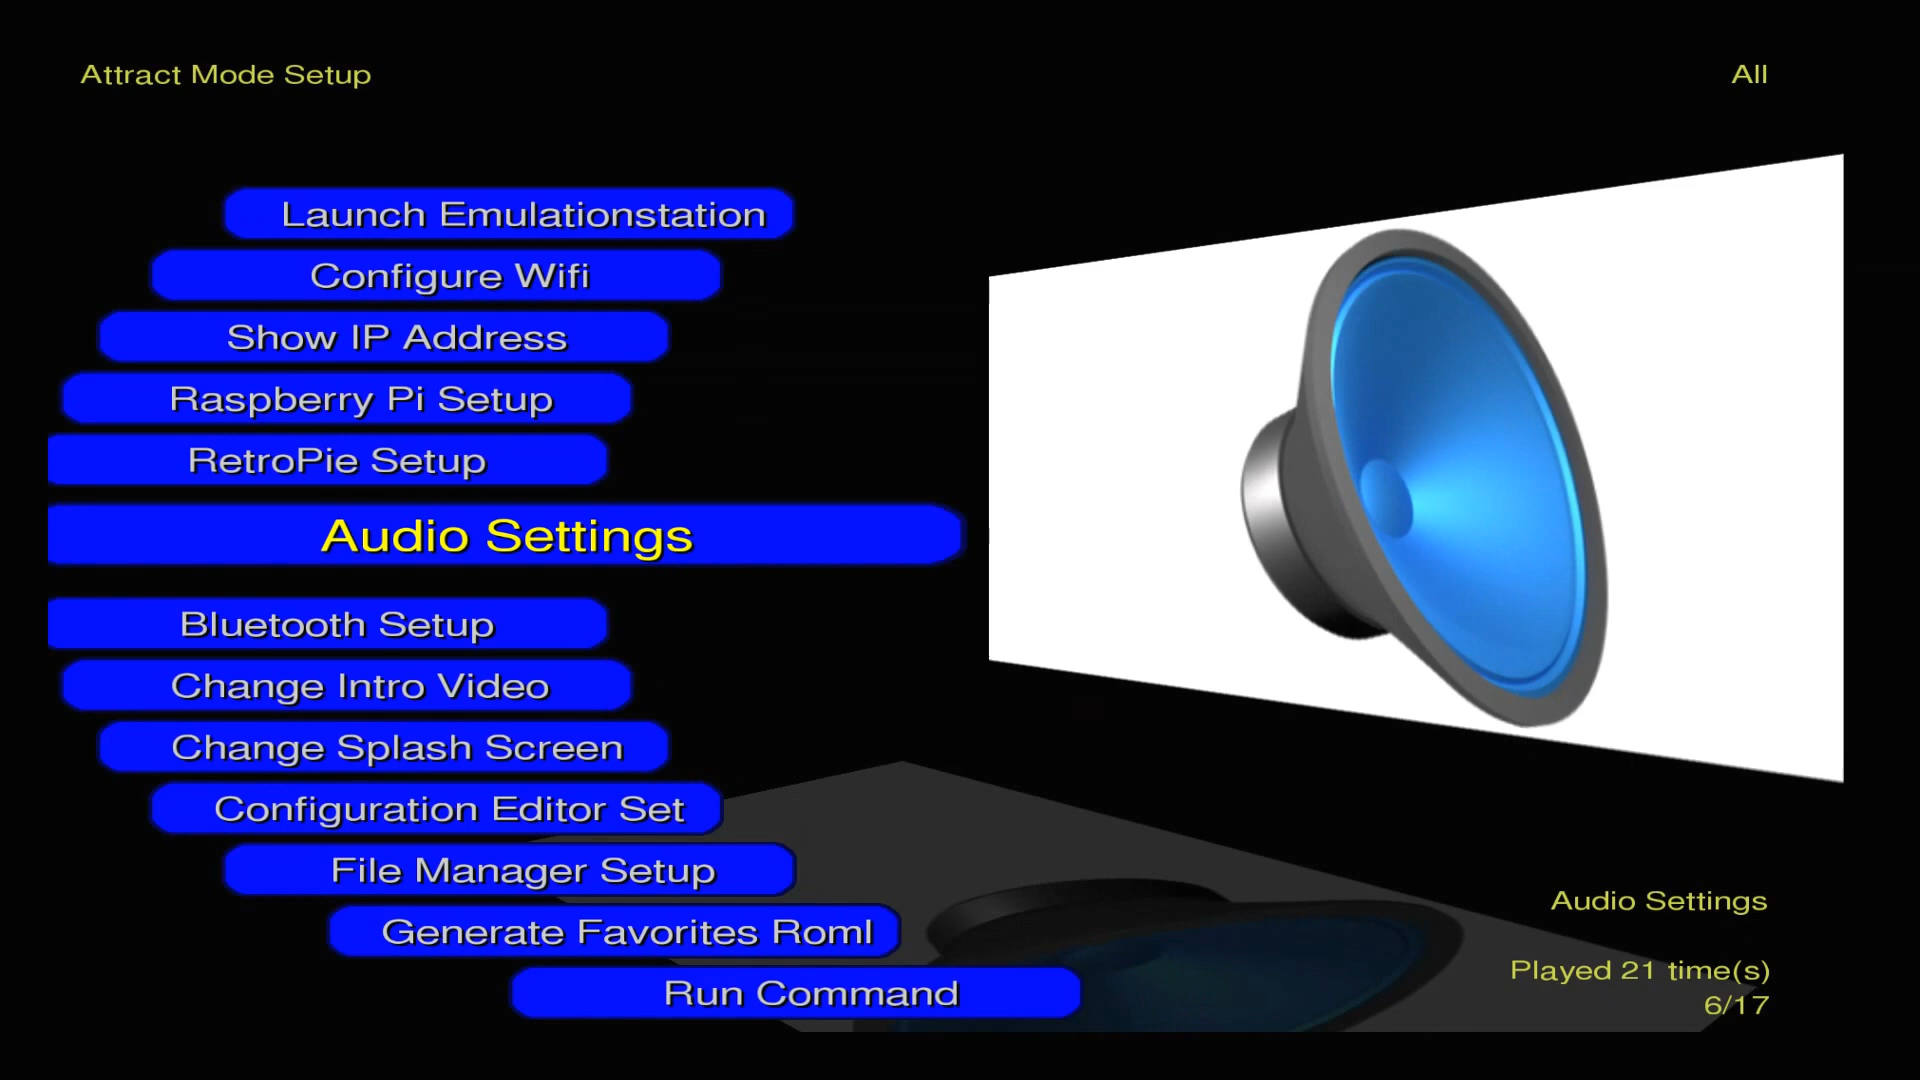 Attract Mode Setup
All
Launch Emulationstation
Configure Wifi
Show IP Address
Raspberry Pi Setup
RetroPie Setup
Audio Settings
Bluetooth Setup
Change Intro Video
Change Splash Screen
Configuration Editor Set
File Manager Setup
Generate Favorites Roml
Run Command
Audio Settings
Played 21 time(s)
6/17